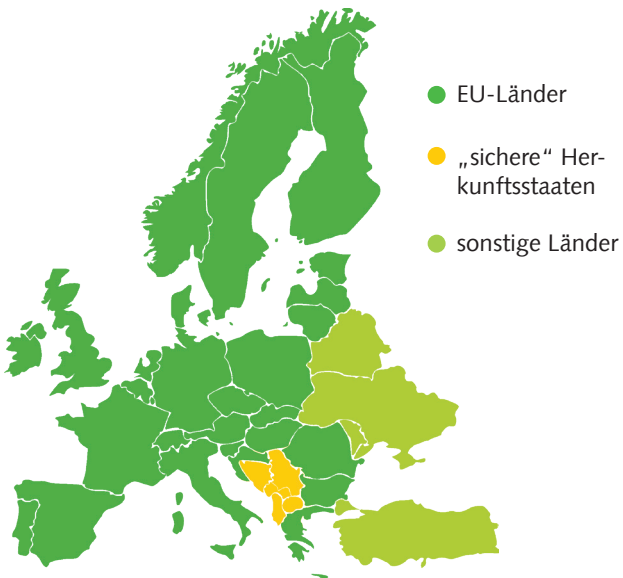 EU-Länder
„sichere“ Her-
kunftsstaaten
sonstige Länder